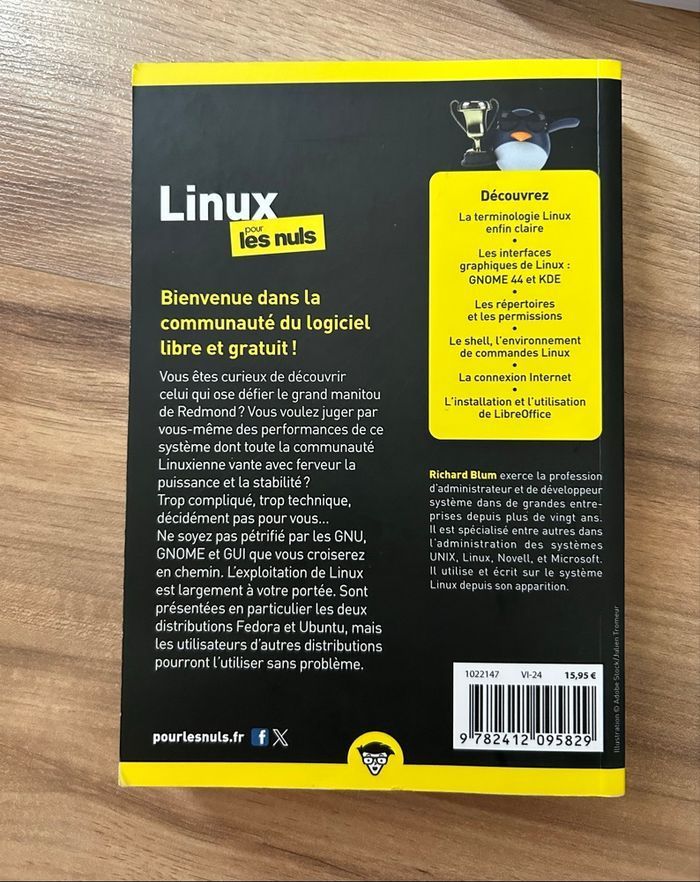 Linux
pour
les nuls
Bienvenue dans la
communauté du logiciel
libre et gratuit !
Vous êtes curieux de découvrir
celui qui ose défier le grand manitou
de Redmond ? Vous voulez juger par
vous-même des performances de ce
système dont toute la communauté
Linuxienne vante avec ferveur la
puissance et la stabilité ?
Trop compliqué, trop technique,
décidément pas pour vous...
Ne soyez pas pétrifié par les GNU,
GNOME et GUI que vous croiserez
en chemin. L'exploitation de Linux
est largement à votre portée. Sont
présentées en particulier les deux
distributions Fedora et Ubuntu, mais
les utilisateurs d'autres distributions
pourront l'utiliser sans problème.
pourlesnuls.fr
Découvrez
La terminologie Linux
enfin claire
•
Les interfaces
graphiques de Linux :
GNOME 44 et KDE
•
Les répertoires
et les permissions
•
Le shell, l'environnement
de commandes Linux
•
La connexion Internet
•
L'installation et l'utilisation
de LibreOffice
Richard Blum exerce la profession
d'administrateur et de développeur
système dans de grandes entre-
prises depuis plus de vingt ans.
Il est spécialisé entre autres dans
l'administration des systèmes
UNIX, Linux, Novell, et Microsoft.
Il utilise et écrit sur le système
Linux depuis son apparition.
1022147 VI-24 15,95 €
9 782412 095829
Illustration © Adobe Stock/Julien Tromeur